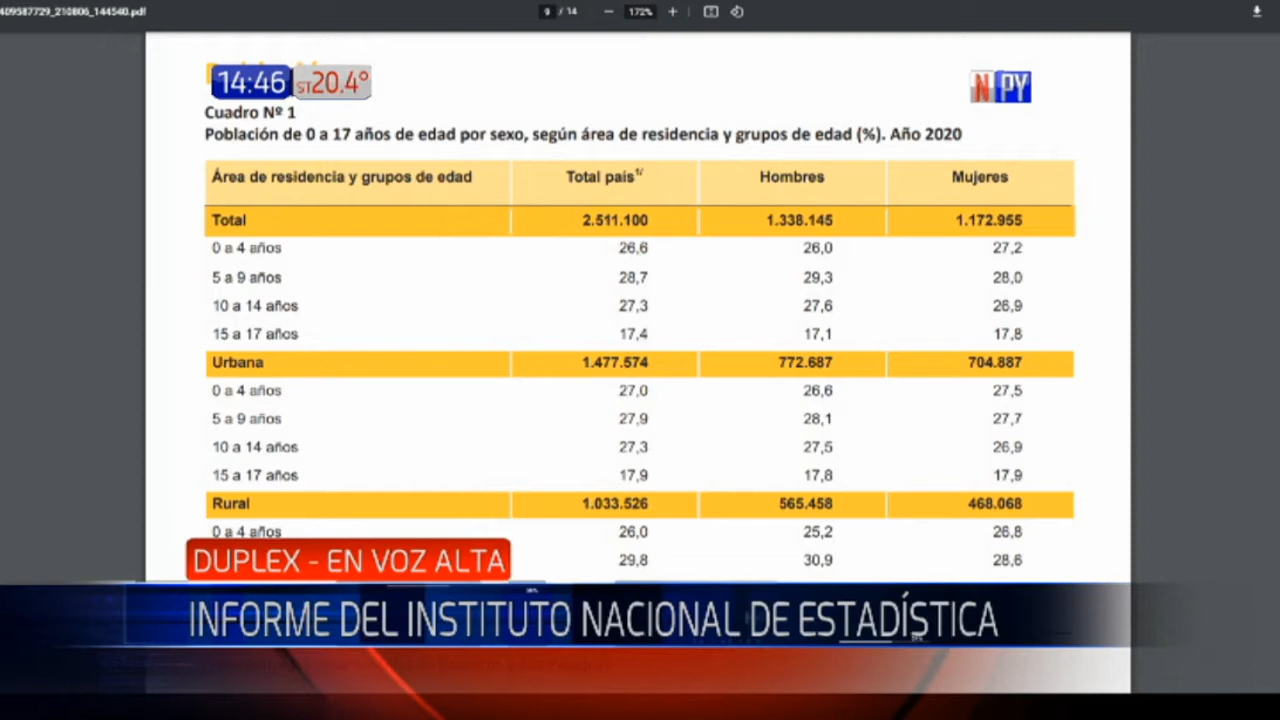 409587729_210806_144540.pdf
9 / 14
172%
14:46
ST 20.4°
NPY
Cuadro Nº 1
Población de 0 a 17 años de edad por sexo, según área de residencia y grupos de edad (%). Año 2020
Área de residencia y grupos de edad Total país1/ Hombres Mujeres
Total 2.511.100 1.338.145 1.172.955
0 a 4 años 26,6 26,0 27,2
5 a 9 años 28,7 29,3 28,0
10 a 14 años 27,3 27,6 26,9
15 a 17 años 17,4 17,1 17,8
Urbana 1.477.574 772.687 704.887
0 a 4 años 27,0 26,6 27,5
5 a 9 años 27,9 28,1 27,7
10 a 14 años 27,3 27,5 26,9
15 a 17 años 17,9 17,8 17,9
Rural 1.033.526 565.458 468.068
0 a 4 años 26,0 25,2 26,8
29,8 30,9 28,6
DUPLEX - EN VOZ ALTA
INFORME DEL INSTITUTO NACIONAL DE ESTADÍSTICA